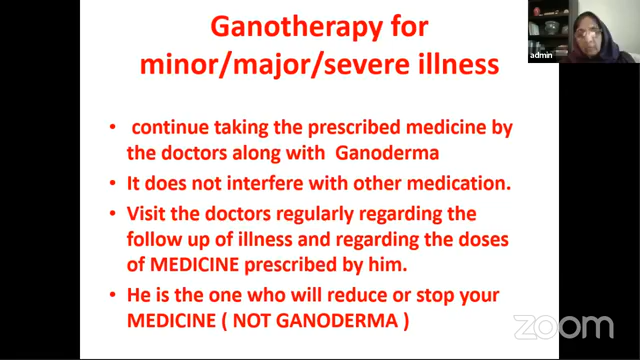 Ganotherapy for
minor/major/severe illness
admin
• continue taking the prescribed medicine by
the doctors along with Ganoderma
• It does not interfere with other medication.
• Visit the doctors regularly regarding the
follow up of illness and regarding the doses
of MEDICINE prescribed by him.
• He is the one who will reduce or stop your
MEDICINE ( NOT GANODERMA )
zoom